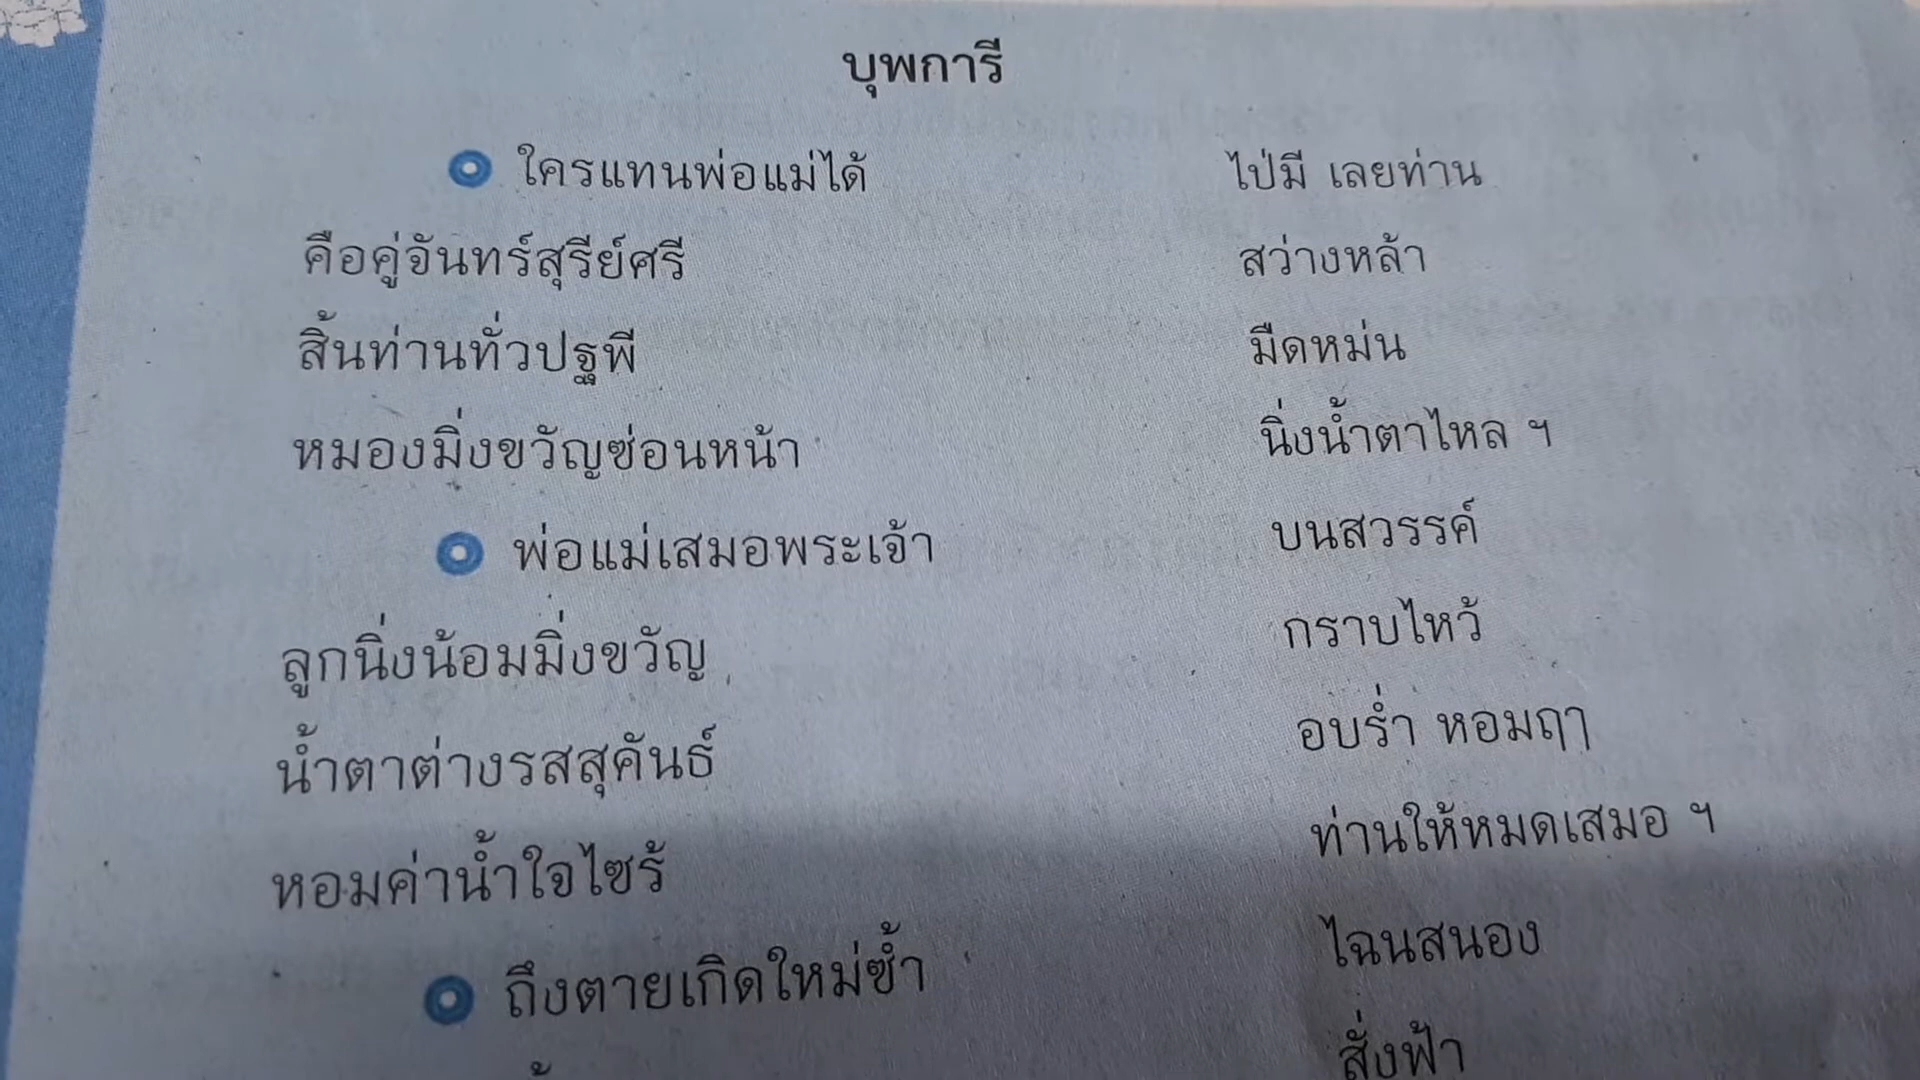 บุพการี
ใครแทนพ่อแม่ได้ ไป่มี เลยท่าน
คือคู่จันทร์สุรีย์ศรี สว่างหล้า
สิ้นท่านทั่วปฐพี มืดหม่น
หมองมิ่งขวัญซ่อนหน้า นิ่งน้ำตาไหล ฯ
พ่อแม่เสมอพระเจ้า บนสวรรค์
ลูกนิ่งน้อมมิ่งขวัญ กราบไหว้
น้ำตาต่างรสสุคันธ์ อบร่ำ หอมฤๅ
หอมค่าน้ำใจไซร้ ท่านให้หมดเสมอ ฯ
ถึงตายเกิดใหม่ซ้ำ ไฉนสนอง
สั่งฟ้า